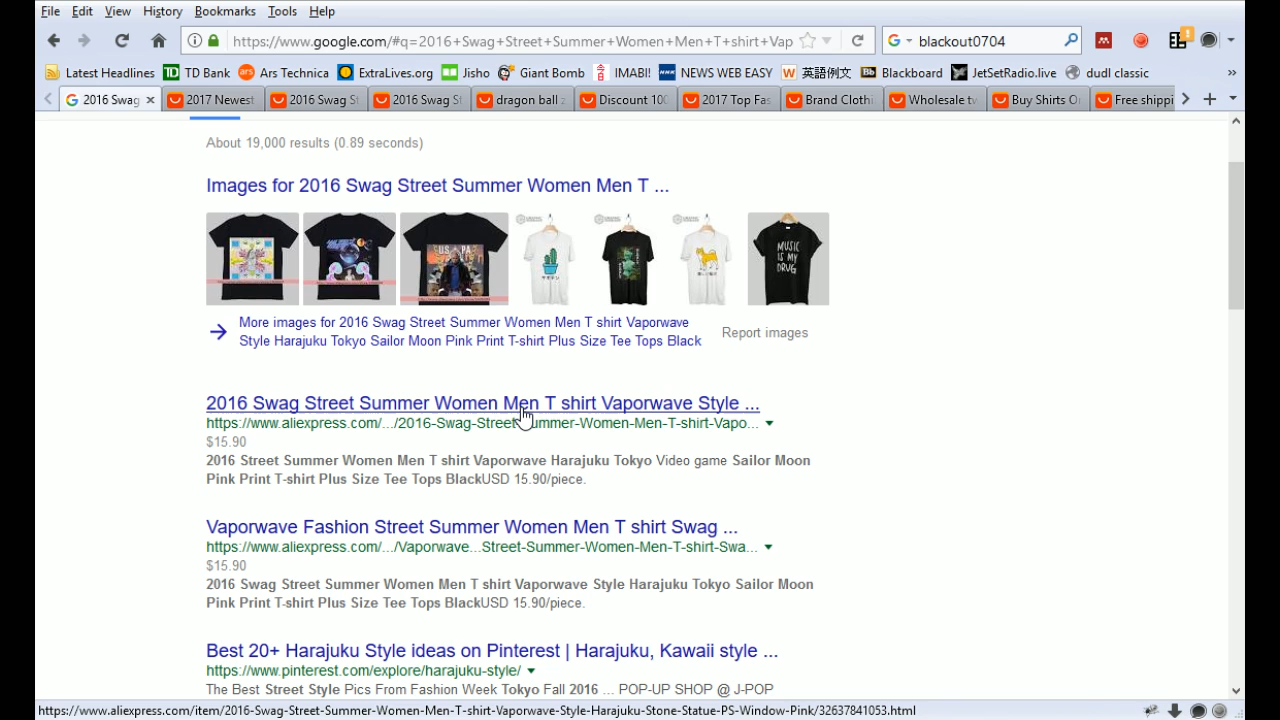 File Edit View History Bookmarks Tools Help
https://www.google.com/#q=2016+Swag+Street+Summer+Women+Men+T+shirt+Vap
blackout0704
1
Latest Headlines TD Bank Ars Technica ExtraLives.org Jisho Giant Bomb IMABI! NEWS WEB EASY 英語例文 Blackboard JetSetRadio.live dudl classic
2016 Swag 2017 Newest 2016 Swag St 2016 Swag St dragon ball z Discount 100 2017 Top Fas Brand Clothi Wholesale tv Buy Shirts O Free shippi
About 19,000 results (0.89 seconds)
Images for 2016 Swag Street Summer Women Men T ...
MUSIC
IS MY
DRUG
More images for 2016 Swag Street Summer Women Men T shirt Vaporwave
Style Harajuku Tokyo Sailor Moon Pink Print T-shirt Plus Size Tee Tops Black
Report images
2016 Swag Street Summer Women Men T shirt Vaporwave Style ...
https://www.aliexpress.com/.../2016-Swag-Street-Summer-Women-Men-T-shirt-Vapo...
$15.90
2016 Street Summer Women Men T shirt Vaporwave Harajuku Tokyo Video game Sailor Moon
Pink Print T-shirt Plus Size Tee Tops BlackUSD 15.90/piece.
Vaporwave Fashion Street Summer Women Men T shirt Swag ...
https://www.aliexpress.com/.../Vaporwave...Street-Summer-Women-Men-T-shirt-Swa...
$15.90
2016 Swag Street Summer Women Men T shirt Vaporwave Style Harajuku Tokyo Sailor Moon
Pink Print T-shirt Plus Size Tee Tops BlackUSD 15.90/piece.
Best 20+ Harajuku Style ideas on Pinterest | Harajuku, Kawaii style ...
https://www.pinterest.com/explore/harajuku-style/
The Best Street Style Pics From Fashion Week Tokyo Fall 2016 ... POP-UP SHOP @ J-POP
https://www.aliexpress.com/item/2016-Swag-Street-Summer-Women-Men-T-shirt-Vaporwave-Style-Harajuku-Stone-Statue-PS-Window-Pink/32637841053.html